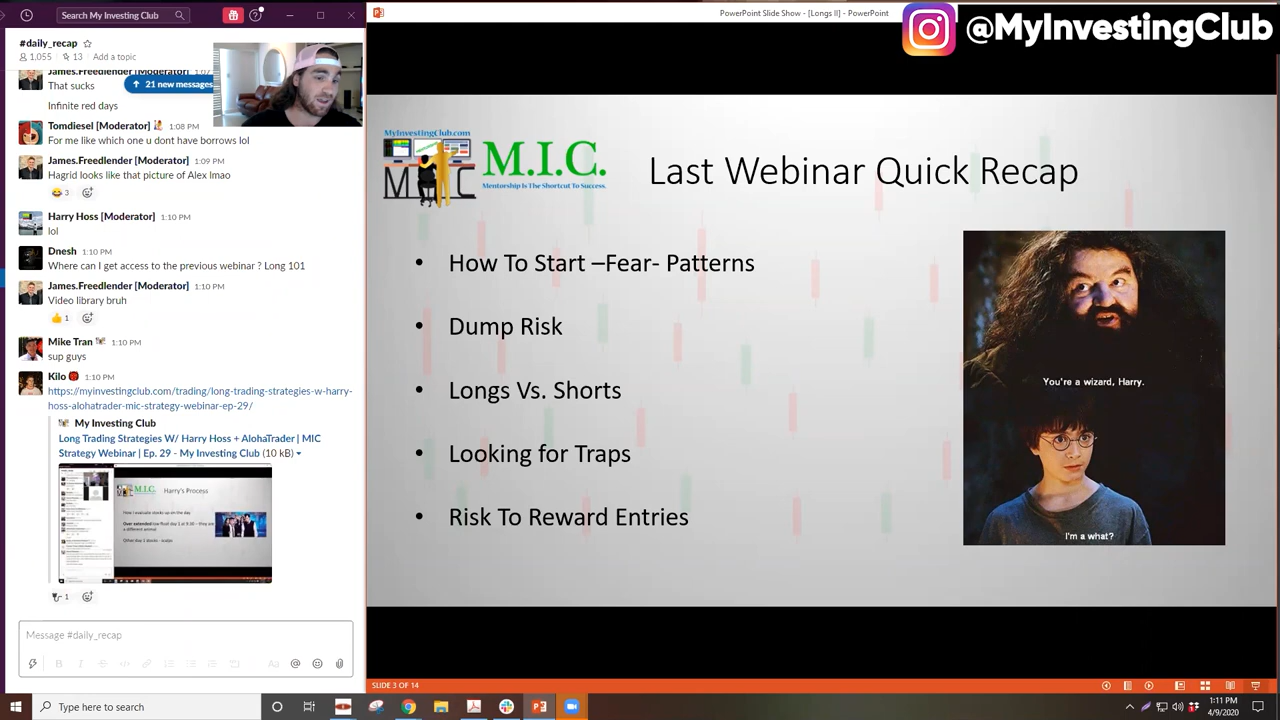 Search My Investing Club
#daily_recap
1,055
13
Add a topic
James.Freedlender [Moderator]
That sucks
21 new messages
Infinite red days
Tomdiesel [Moderator] 1:08 PM
For me like which one u dont have borrows lol
James.Freedlender [Moderator] 1:09 PM
Hagrid looks like that picture of Alex lmao
3
Harry Hoss [Moderator] 1:10 PM
lol
Dnesh 1:10 PM
Where can I get access to the previous webinar ? Long 101
James.Freedlender [Moderator] 1:10 PM
Video library bruh
1
Mike Tran 1:10 PM
sup guys
Kilo 1:10 PM
https://myinvestingclub.com/trading/long-trading-strategies-w-harry-
hoss-alohatrader-mic-strategy-webinar-ep-29/
My Investing Club
Long Trading Strategies W/ Harry Hoss + AlohaTrader | MIC
Strategy Webinar | Ep. 29 - My Investing Club (10 kB)
M.I.C.
Harry's Process
1
Message #daily_recap
B I
Aa @
PowerPoint Slide Show - [Longs II] - PowerPoint
@MyInvestingClub
MyInvestingClub.com
M.I.C.
Mentorship Is The Shortcut To Success.
MIC
Last Webinar Quick Recap
• How To Start –Fear- Patterns
• Dump Risk
• Longs Vs. Shorts
• Looking for Traps
• Risk To Reward Entries
You're a wizard, Harry.
I'm a what?
SLIDE 3 OF 14
Type here to search
1:11 PM
4/9/2020